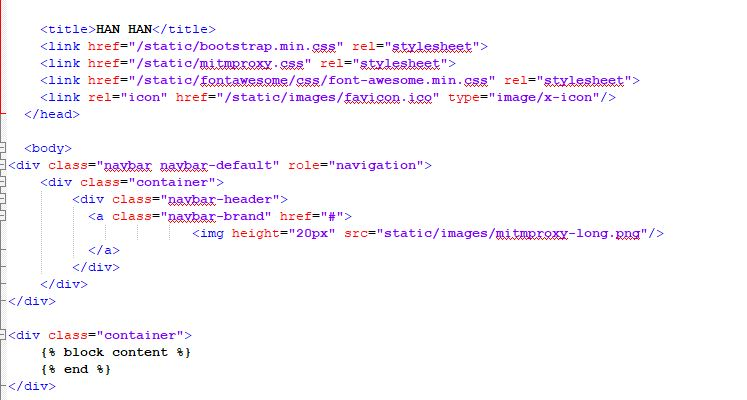 <title>HAN HAN</title>
<link href="/static/bootstrap.min.css" rel="stylesheet">
<link href="/static/mitmproxy.css" rel="stylesheet">
<link href="/static/fontawesome/css/font-awesome.min.css" rel="stylesheet">
<link rel="icon" href="/static/images/favicon.ico" type="image/x-icon"/>
</head>
<body>
<div class="navbar navbar-default" role="navigation">
<div class="container">
<div class="navbar-header">
<a class="navbar-brand" href="#">
<img height="20px" src="static/images/mitmproxy-long.png"/>
</a>
</div>
</div>
</div>
<div class="container">
{% block content %}
{% end %}
</div>